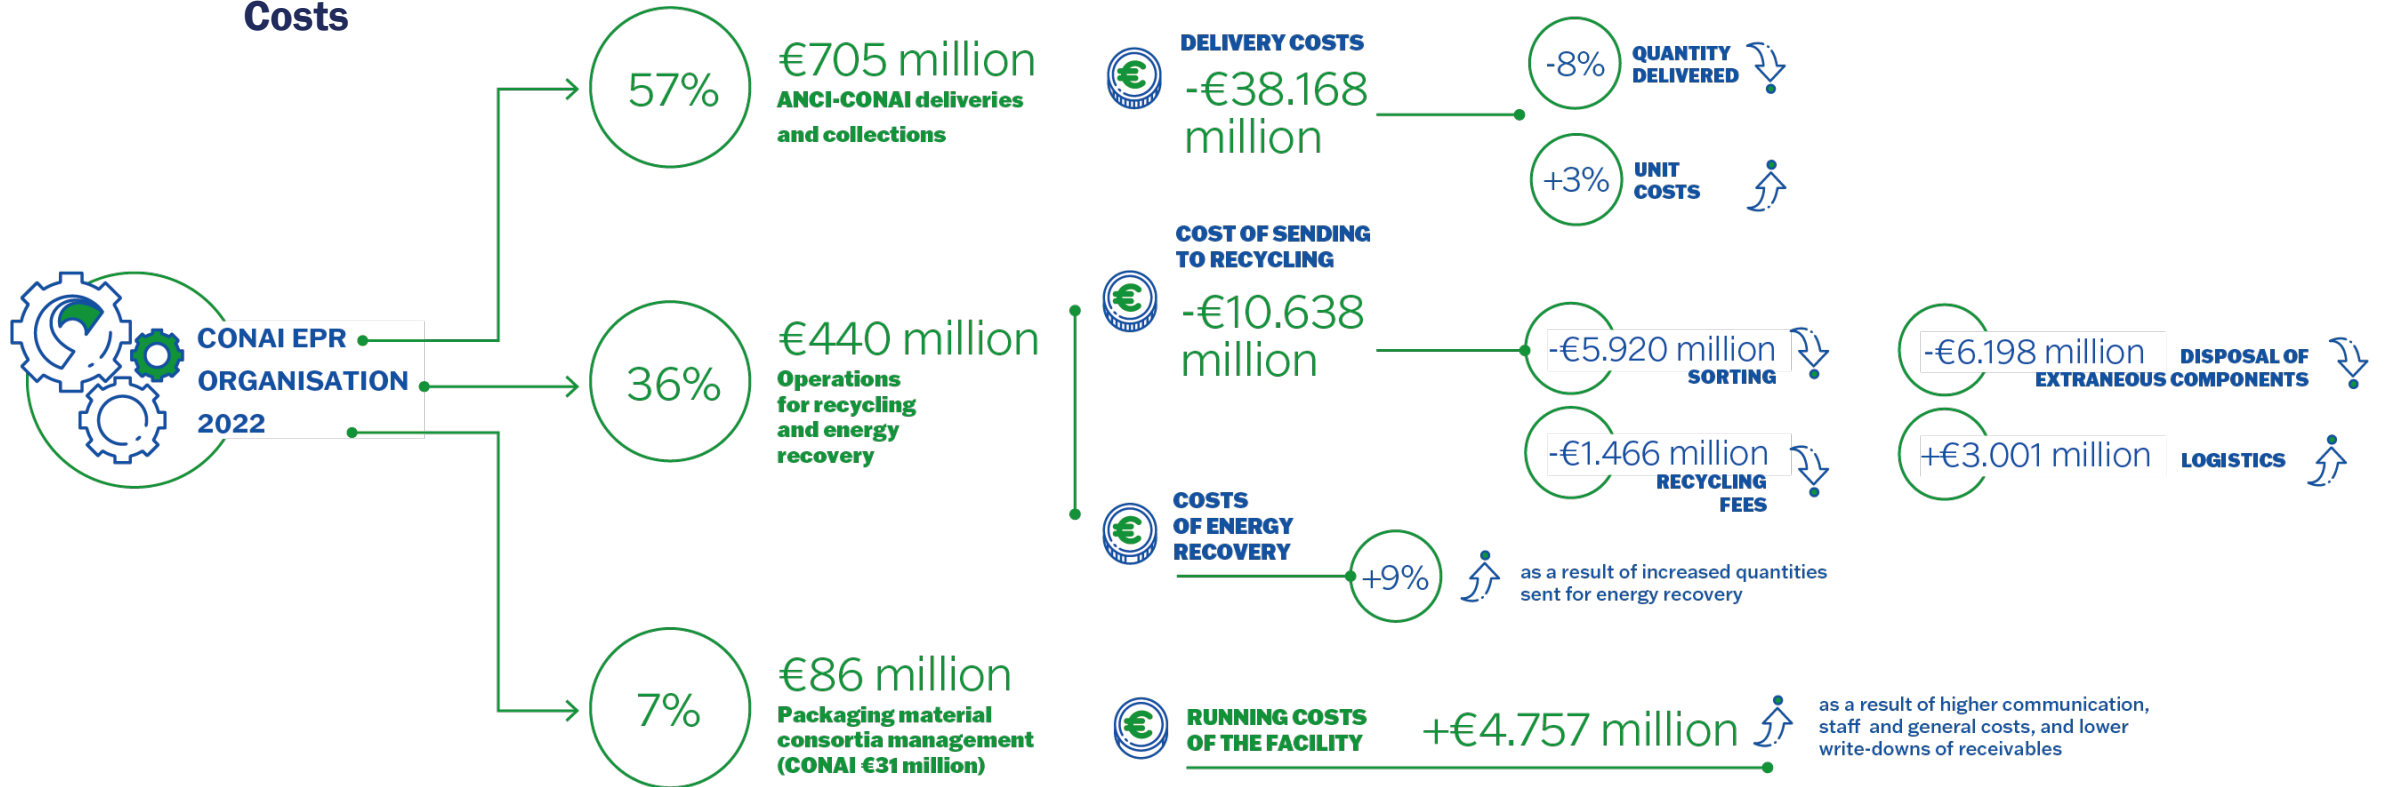 Costs
CONAI EPR
ORGANISATION
2022
57%
€705 million
ANCI-CONAI deliveries
and collections
DELIVERY COSTS
-€38.168
million
-8%
QUANTITY
DELIVERED
+3%
UNIT
COSTS
36%
€440 million
Operations
for recycling
and energy
recovery
€
COST OF SENDING
TO RECYCLING
-€10.638
million
-€5.920 million
SORTING
-€6.198 million
DISPOSAL OF
EXTRANEOUS COMPONENTS
-€1.466 million
RECYCLING
FEES
+€3.001 million
LOGISTICS
€
COSTS
OF ENERGY
RECOVERY
+9%
as a result of increased quantities
sent for energy recovery
7%
€86 million
Packaging material
consortia management
(CONAI €31 million)
€
RUNNING COSTS
OF THE FACILITY
+€4.757 million
as a result of higher communication,
staff and general costs, and lower
write-downs of receivables